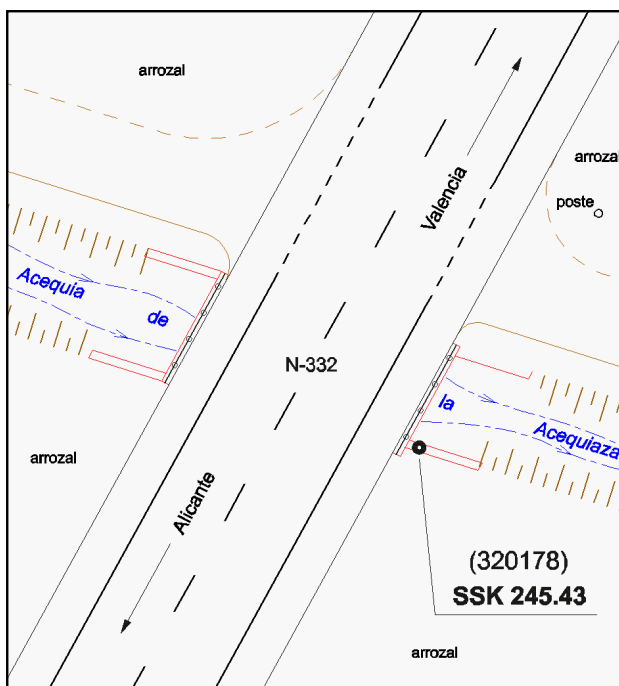 arrozal
arrozal
Valencia
poste
Acequia
de
N-332
la
Acequiaza
arrozal
Alicante
(320178)
SSK 245.43
arrozal